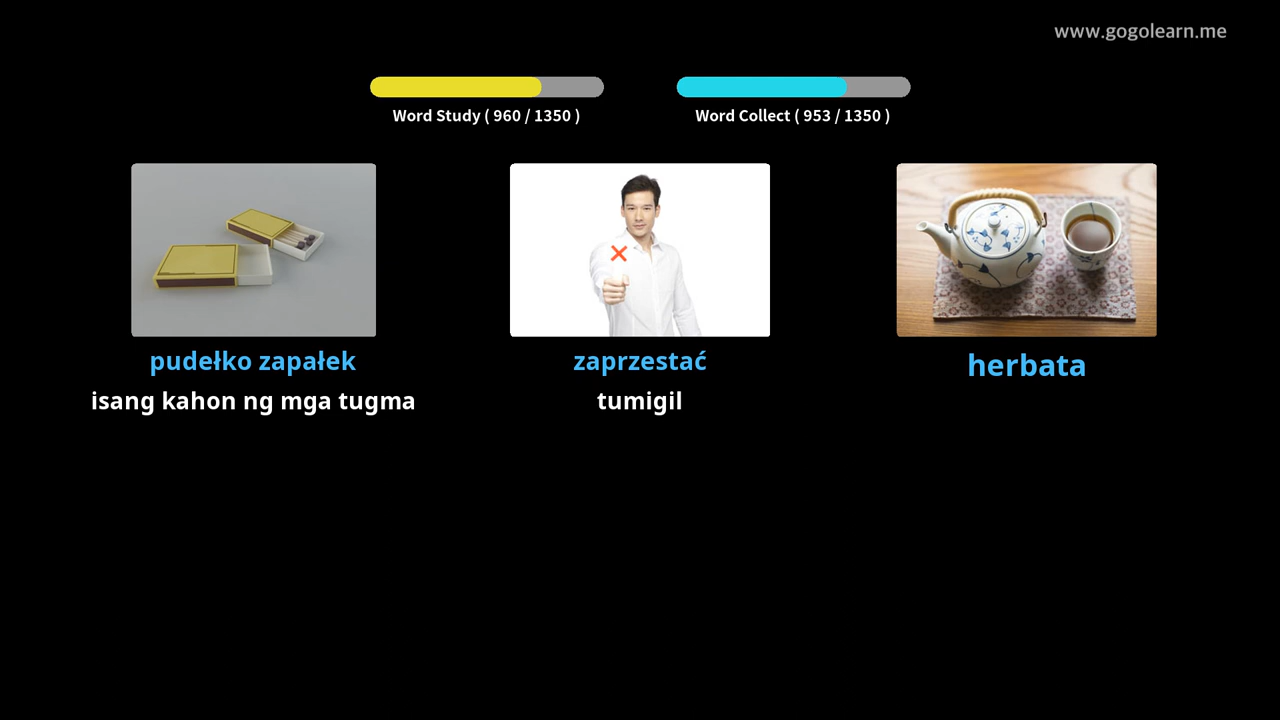 www.gogolearn.me
Word Study ( 960 / 1350 )
Word Collect ( 953 / 1350 )
pudełko zapałek
zaprzestać
herbata
isang kahon ng mga tugma
tumigil